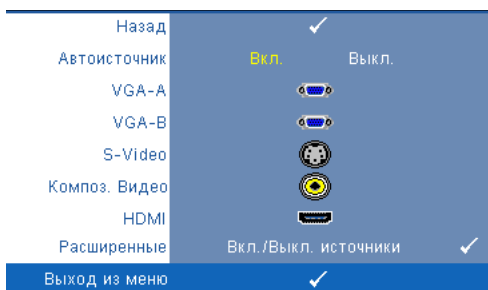 Назад
Автоисточник Вкл. Выкл.
VGA-A
VGA-B
S-Video
Композ. Видео
HDMI
Расширенные Вкл./Выкл. источники
Выход из меню